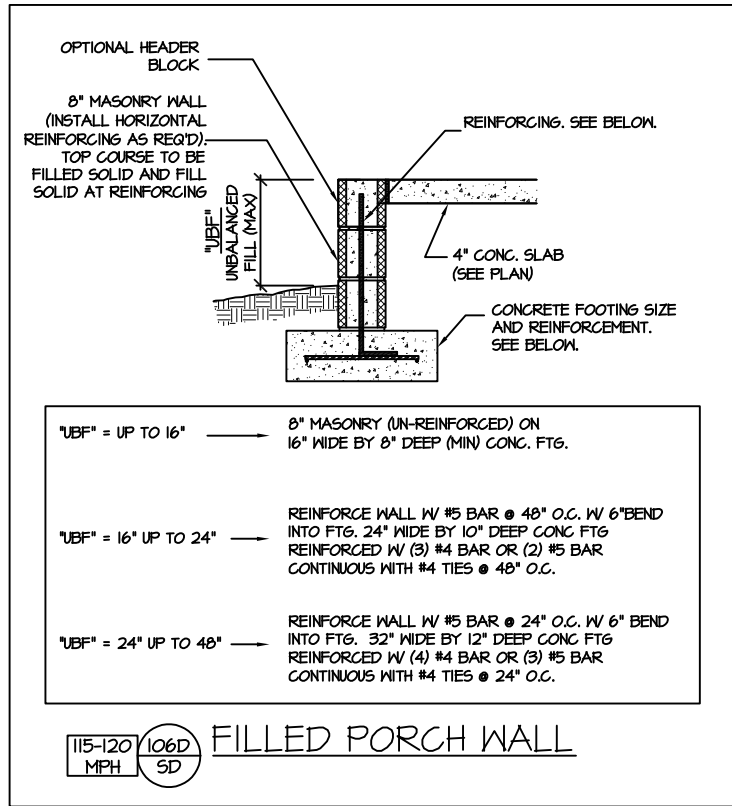 OPTIONAL HEADER
BLOCK
8" MASONRY WALL
(INSTALL HORIZONTAL
REINFORCING AS REQ'D).
TOP COURSE TO BE
FILLED SOLID AND FILL
SOLID AT REINFORCING
"UBF"
UNBALANCED
FILL (MAX)
REINFORCING. SEE BELOW.
4" CONC. SLAB
(SEE PLAN)
CONCRETE FOOTING SIZE
AND REINFORCEMENT.
SEE BELOW.
"UBF" = UP TO 16"
8" MASONRY (UN-REINFORCED) ON
16" WIDE BY 8" DEEP (MIN) CONC. FTG.
"UBF" = 16" UP TO 24"
REINFORCE WALL W/ #5 BAR @ 48" O.C. W/ 6"BEND
INTO FTG. 24" WIDE BY 10" DEEP CONC FTG
REINFORCED W/ (3) #4 BAR OR (2) #5 BAR
CONTINUOUS WITH #4 TIES @ 48" O.C.
"UBF" = 24" UP TO 48"
REINFORCE WALL W/ #5 BAR @ 24" O.C. W/ 6" BEND
INTO FTG. 32" WIDE BY 12" DEEP CONC FTG
REINFORCED W/ (4) #4 BAR OR (3) #5 BAR
CONTINUOUS WITH #4 TIES @ 24" O.C.
115-120
MPH
106D
SD
FILLED PORCH WALL